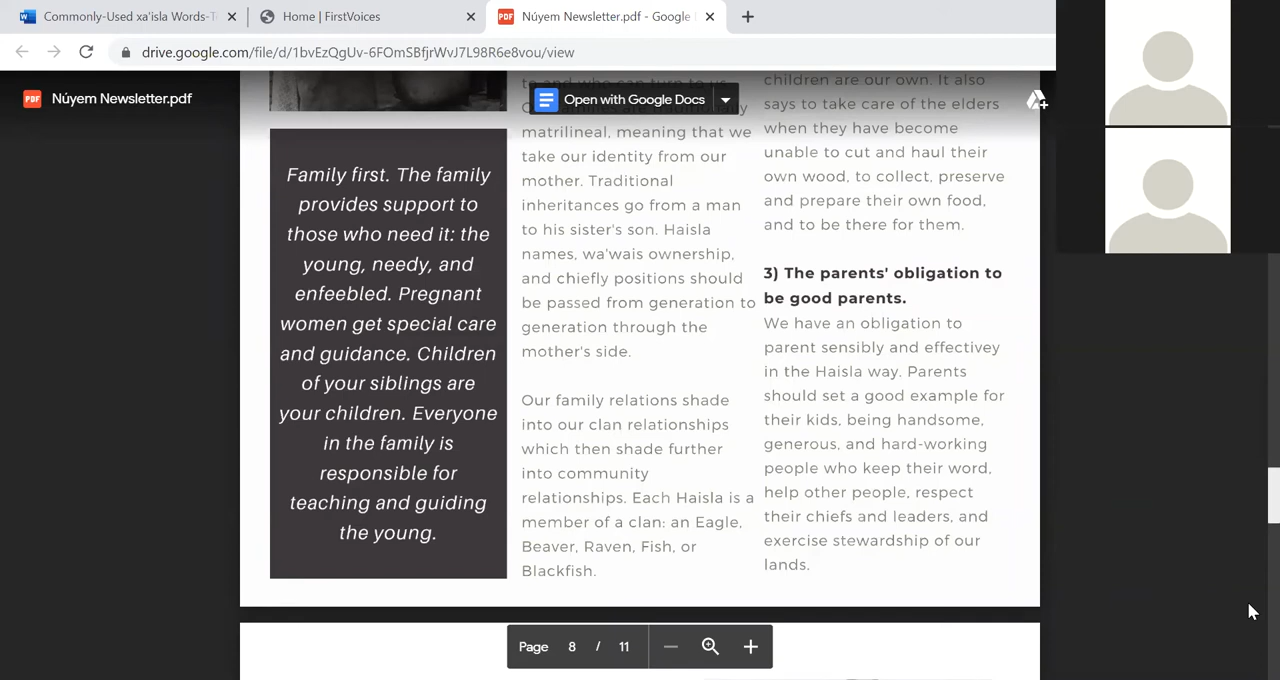 Commonly-Used xa'isla Words-T
Home | FirstVoices
Núyem Newsletter.pdf - Google
drive.google.com/file/d/1bvEzQgUv-6FOmSBfjrWvJ7L98R6e8vou/view
Núyem Newsletter.pdf
Open with Google Docs
Family first. The family
provides support to
those who need it: the
young, needy, and
enfeebled. Pregnant
women get special care
and guidance. Children
of your siblings are
your children. Everyone
in the family is
responsible for
teaching and guiding
the young.
to and who can turn to us.
matrilineal, meaning that we
take our identity from our
mother. Traditional
inheritances go from a man
to his sister's son. Haisla
names, wa'wais ownership,
and chiefly positions should
be passed from generation to
generation through the
mother's side.
Our family relations shade
into our clan relationships
which then shade further
into community
relationships. Each Haisla is a
member of a clan: an Eagle,
Beaver, Raven, Fish, or
Blackfish.
children are our own. It also
says to take care of the elders
when they have become
unable to cut and haul their
own wood, to collect, preserve
and prepare their own food,
and to be there for them.
3) The parents' obligation to
be good parents.
We have an obligation to
parent sensibly and effectivey
in the Haisla way. Parents
should set a good example for
their kids, being handsome,
generous, and hard-working
people who keep their word,
help other people, respect
their chiefs and leaders, and
exercise stewardship of our
lands.
Page 8 / 11